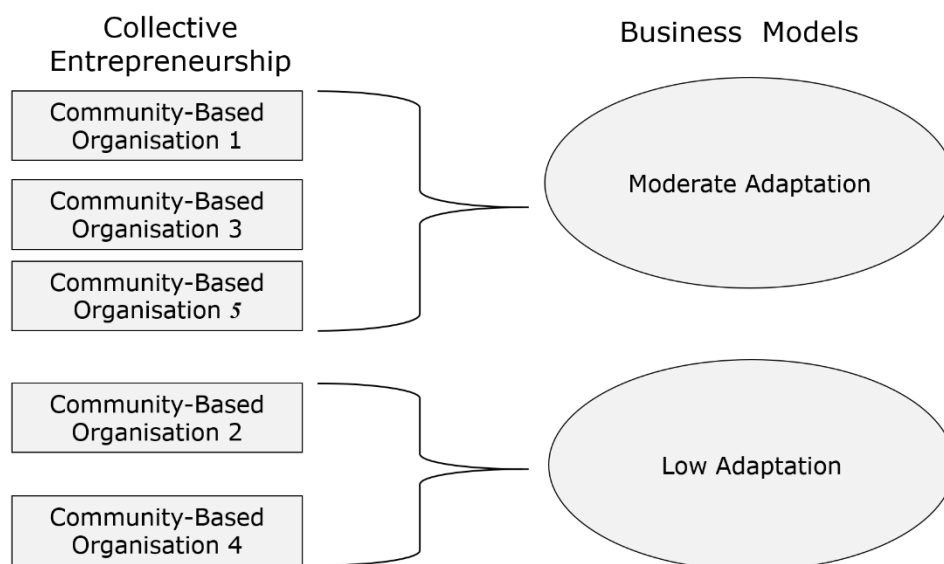 Collective
Entrepreneurship
Business Models
Community-Based
Organisation 1
Community-Based
Organisation 3
Community-Based
Organisation 5
Moderate Adaptation
Community-Based
Organisation 2
Community-Based
Organisation 4
Low Adaptation